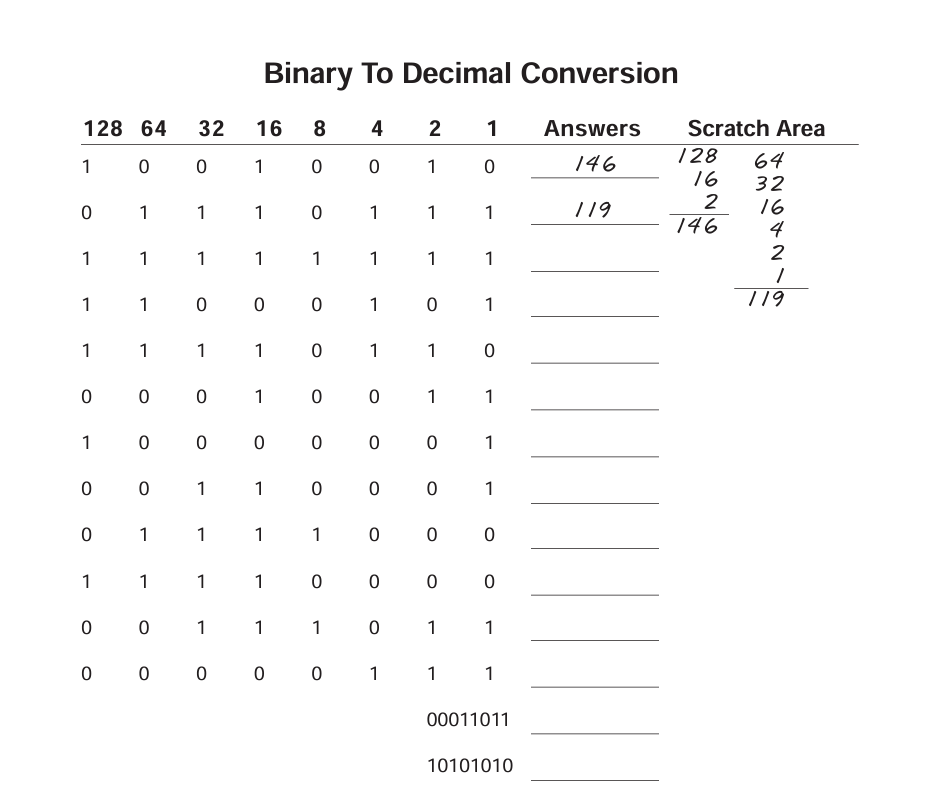 Binary To Decimal Conversion
128 64 32 16 8 4 2 1 Answers Scratch Area
1 0 0 1 0 0 1 0 146
0 1 1 1 0 1 1 1 119
1 1 1 1 1 1 1 1
1 1 0 0 0 1 0 1
1 1 1 1 0 1 1 0
0 0 0 1 0 0 1 1
1 0 0 0 0 0 0 1
0 0 1 1 0 0 0 1
0 1 1 1 1 0 0 0
1 1 1 1 0 0 0 0
0 0 1 1 1 0 1 1
0 0 0 0 0 1 1 1
00011011
10101010
128
16
2
146
64
32
16
4
2
1
119